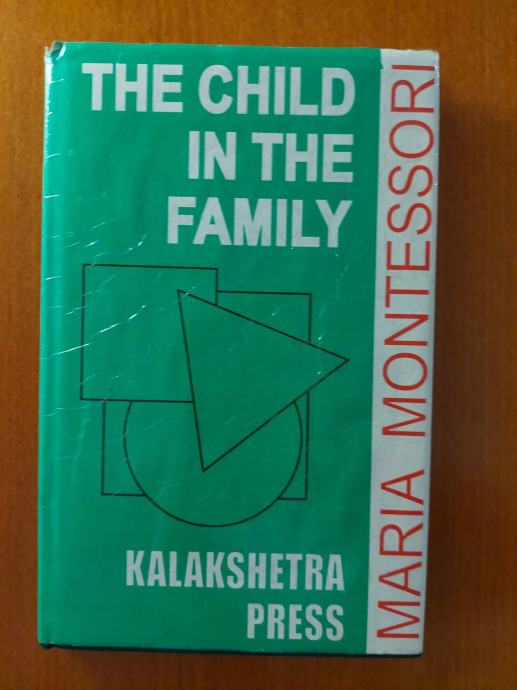 THE CHILD
IN THE
FAMILY
MARIA MONTESSORI
KALAKSHETRA
PRESS